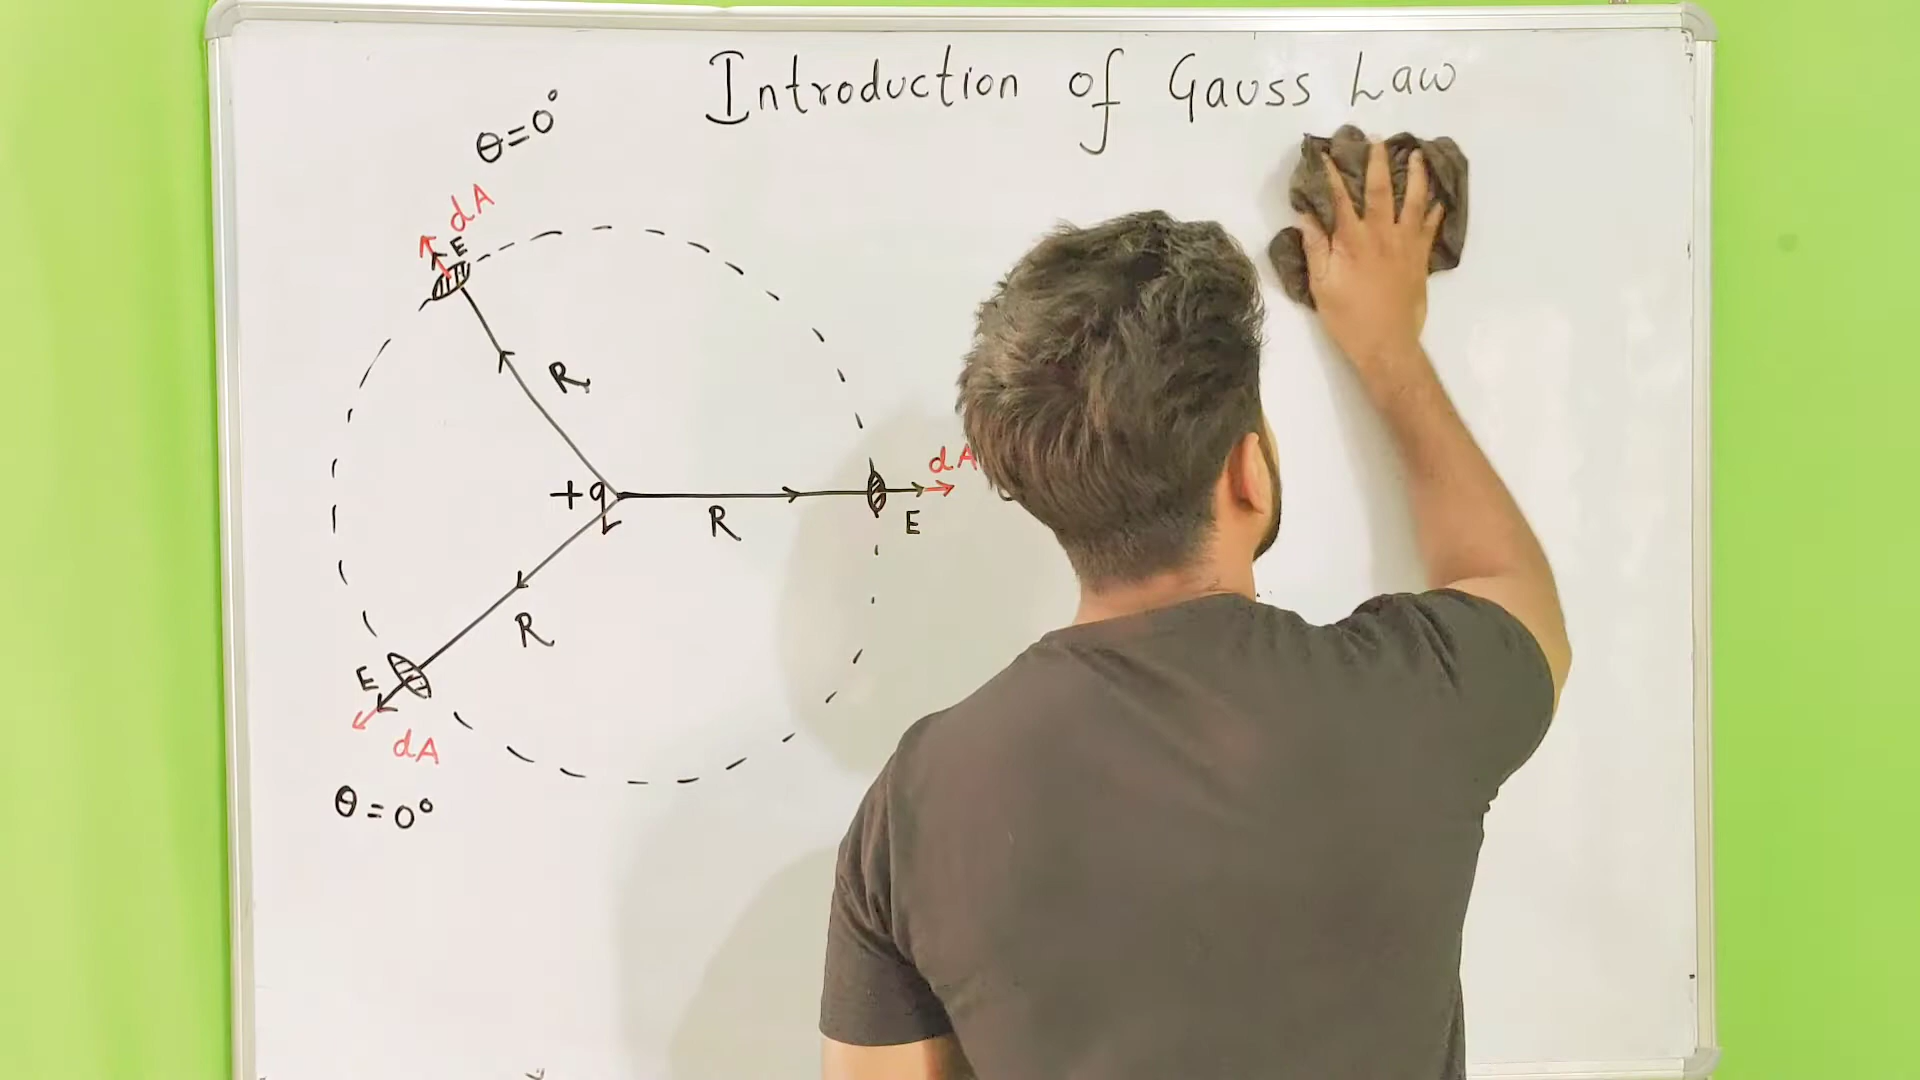 Introduction of Gauss Law
θ=0°
dA
E
R
dA
+q
R
E
R
E
dA
θ=0°